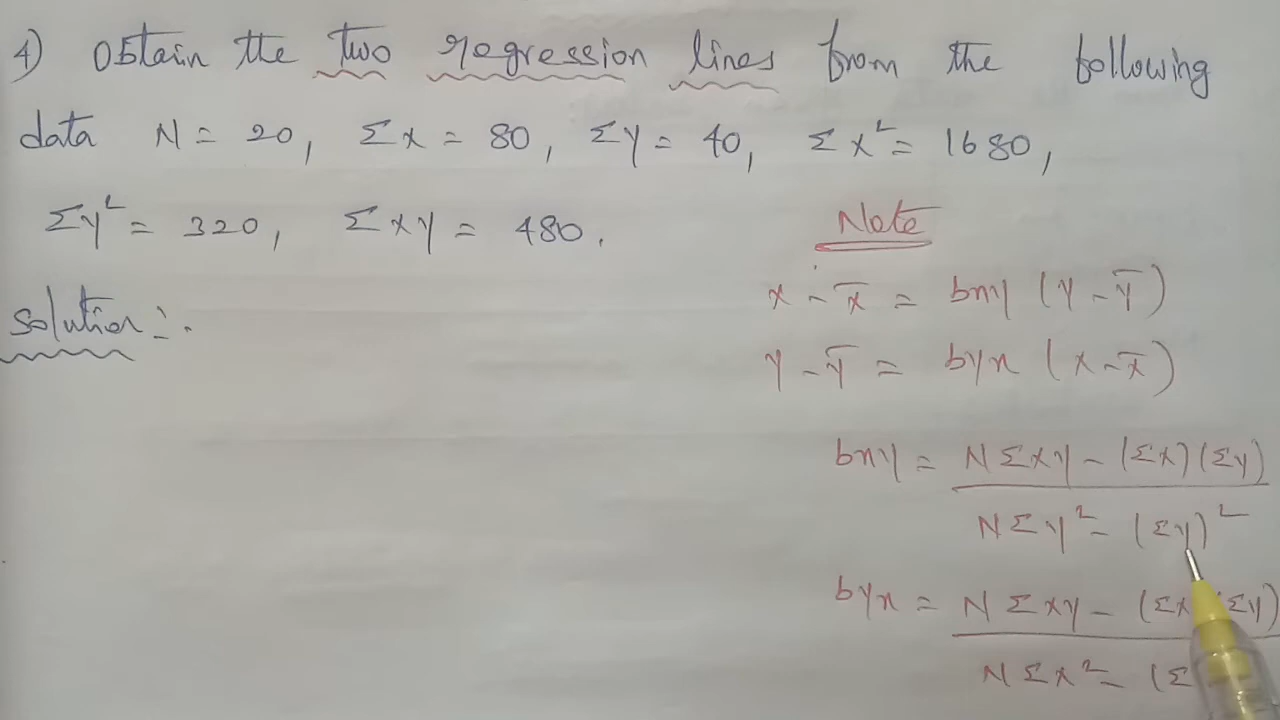 4) Obtain the two regression lines from the following
data N = 20, Σx = 80, Σy = 40, Σx² = 1680,
Σy² = 320, Σxy = 480.
Note
solution:.
x - x̄ = bxy (y - ȳ)
y - ȳ = byx (x - x̄)
bxy = NΣxy - (Σx)(Σy)
NΣy² - (Σy)²
byx = NΣxy - (Σx Σy)
NΣx² - (Σ